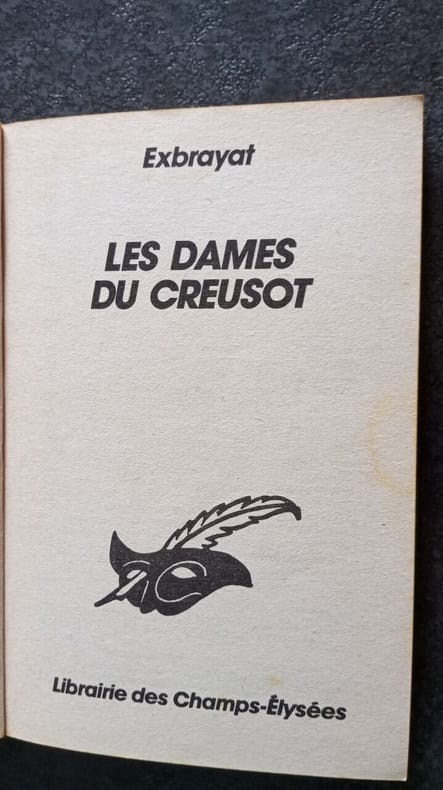 Exbrayat
LES DAMES
DU CREUSOT
Librairie des Champs-Élysées